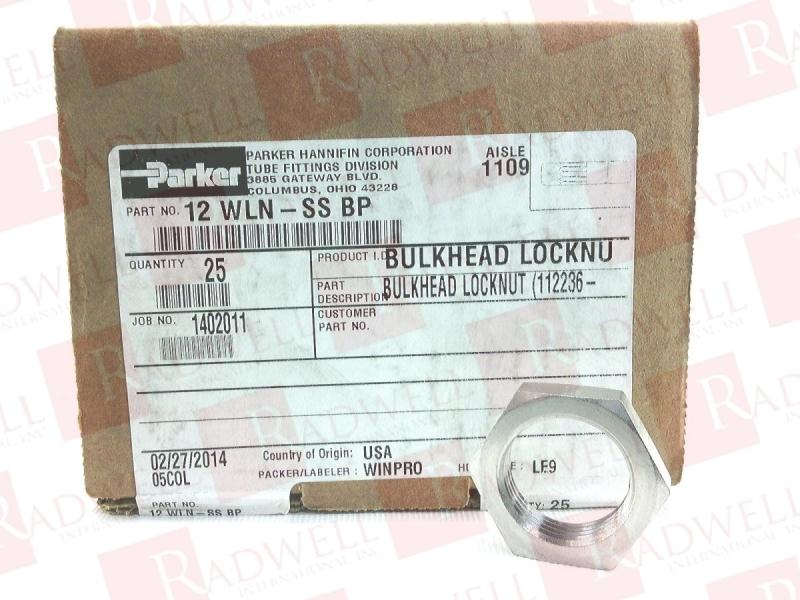 Parker
PARKER HANNIFIN CORPORATION
TUBE FITTINGS DIVISION
3885 GATEWAY BLVD.
COLUMBUS, OHIO 43228
AISLE
1109
PART NO. 12 WLN-SS BP
QUANTITY 25
PRODUCT I.D. BULKHEAD LOCKNU
PART
DESCRIPTION BULKHEAD LOCKNUT (112236-
JOB NO. 1402011
CUSTOMER
PART NO.
02/27/2014
05COL
Country of Origin: USA
PACKER/LABELER : WINPRO
: LE9
PART NO.
12 WLN-SS BP
: 25
RADWELL
INTERNATIONAL, INC.